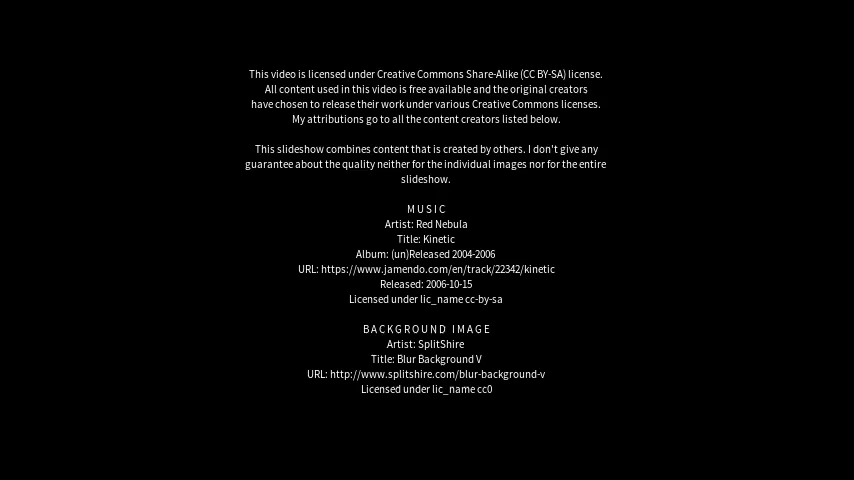 This video is licensed under Creative Commons Share-Alike (CC BY-SA) license.
All content used in this video is free available and the original creators
have chosen to release their work under various Creative Commons licenses.
My attributions go to all the content creators listed below.
This slideshow combines content that is created by others. I don't give any
guarantee about the quality neither for the individual images nor for the entire
slideshow.
MUSIC
Artist: Red Nebula
Title: Kinetic
Album: (un)Released 2004-2006
URL: https://www.jamendo.com/en/track/22342/kinetic
Released: 2006-10-15
Licensed under lic_name cc-by-sa
BACKGROUND IMAGE
Artist: SplitShire
Title: Blur Background V
URL: http://www.splitshire.com/blur-background-v
Licensed under lic_name cc0